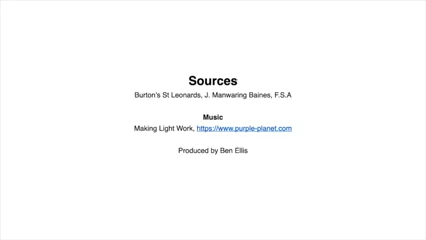 Sources
Burton's St Leonards, J. Manwaring Baines, F.S.A
Music
Making Light Work, https://www.purple-planet.com
Produced by Ben Ellis